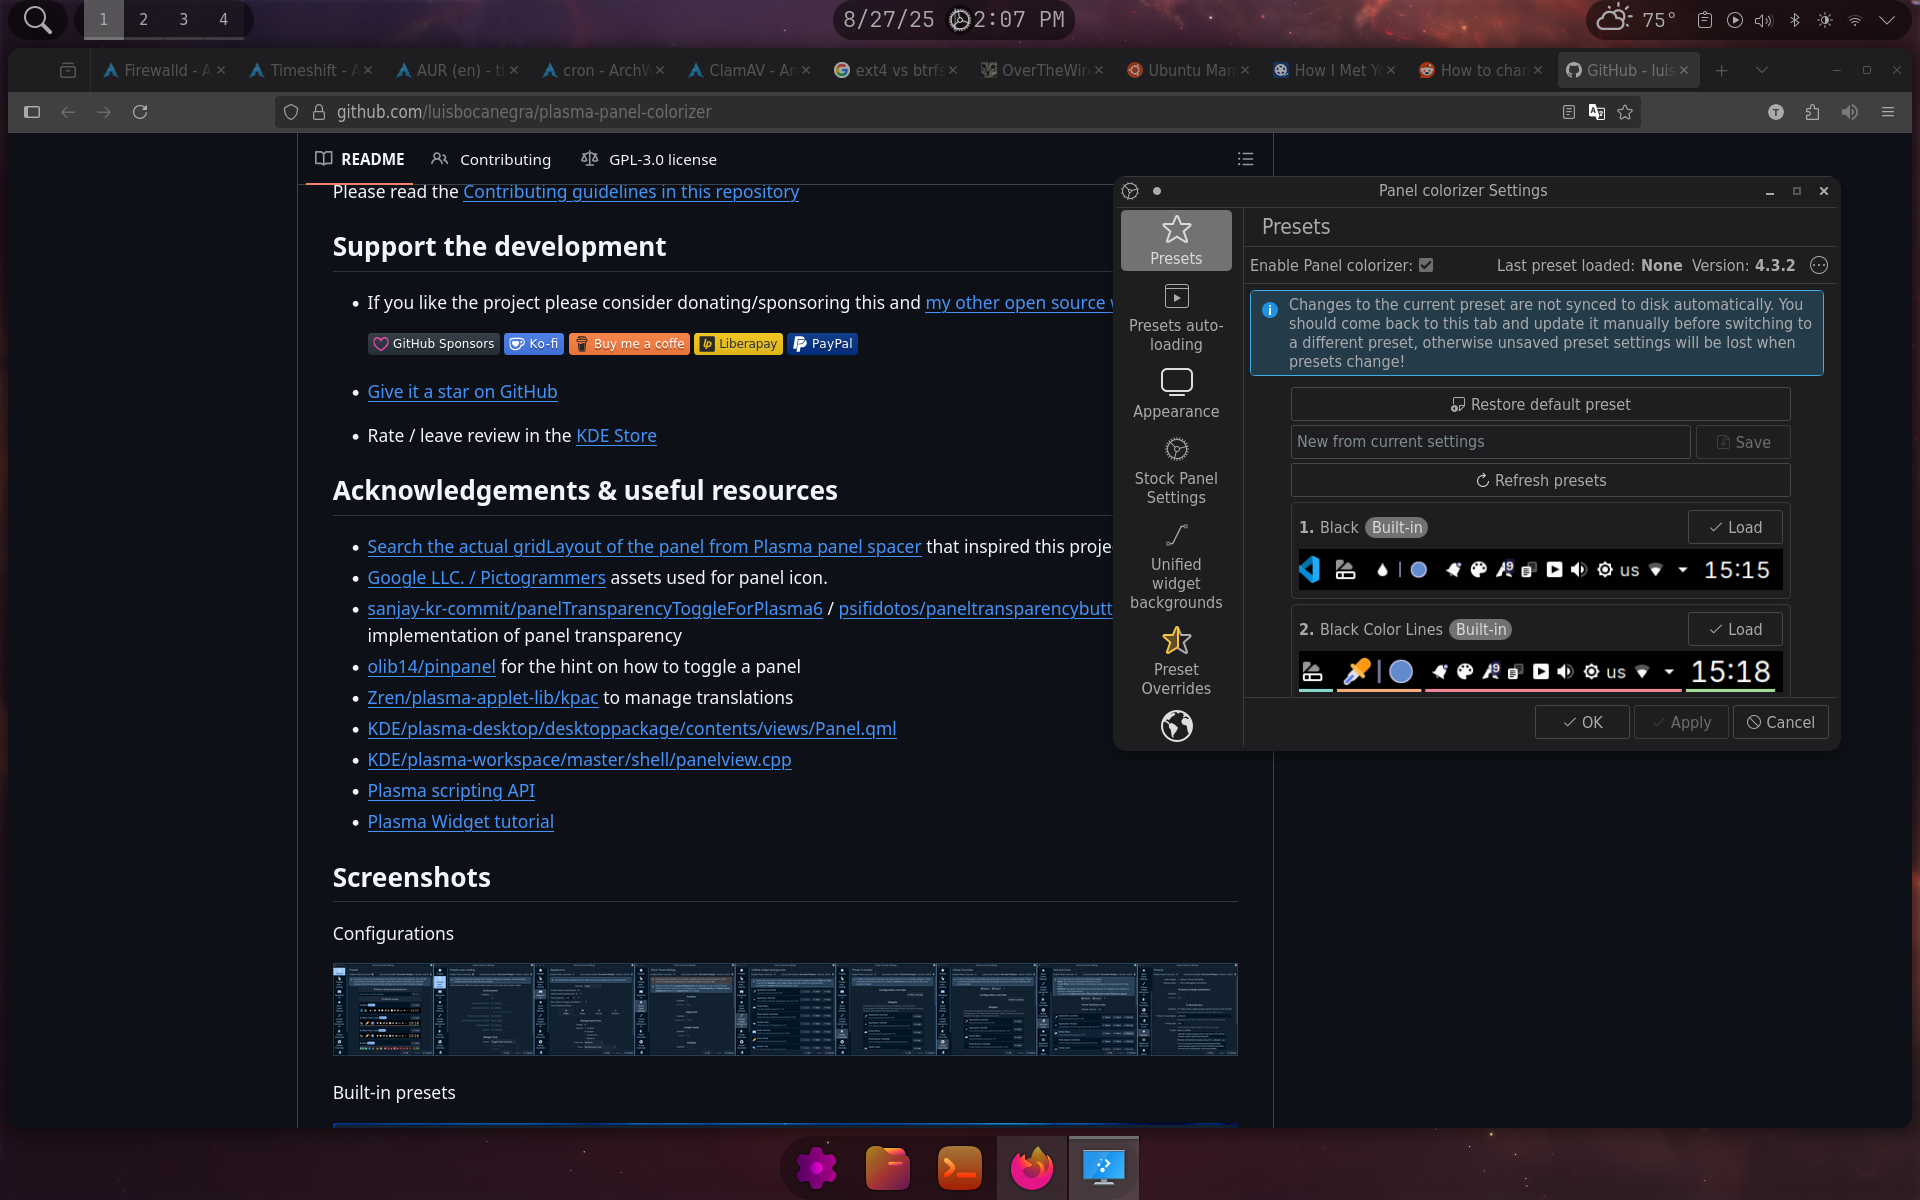 1 2 3 4
8/27/25 2:07 PM
75°
Firewalld - A
Timeshift - A
AUR (en) - ti
cron - ArchW
ClamAV - Arc
ext4 vs btrfs
OverTheWire
Ubuntu Man
How I Met Yo
How to chan
GitHub - luis
github.com/luisbocanegra/plasma-panel-colorizer
T
README
Contributing
GPL-3.0 license
Please read the Contributing guidelines in this repository
Support the development
If you like the project please consider donating/sponsoring this and my other open source
GitHub Sponsors
Ko-fi
Buy me a coffe
Liberapay
PayPal
Give it a star on GitHub
Rate / leave review in the KDE Store
Acknowledgements & useful resources
Search the actual gridLayout of the panel from Plasma panel spacer that inspired this proje
Google LLC. / Pictogrammers assets used for panel icon.
sanjay-kr-commit/panelTransparencyToggleForPlasma6 / psifidotos/paneltransparencybutt
implementation of panel transparency
olib14/pinpanel for the hint on how to toggle a panel
Zren/plasma-applet-lib/kpac to manage translations
KDE/plasma-desktop/desktoppackage/contents/views/Panel.qml
KDE/plasma-workspace/master/shell/panelview.cpp
Plasma scripting API
Plasma Widget tutorial
Screenshots
Configurations
Built-in presets
Panel colorizer Settings
Presets
Presets auto-
loading
Appearance
Stock Panel
Settings
Unified
widget
backgrounds
Preset
Overrides
Presets
Enable Panel colorizer:
Last preset loaded: None Version: 4.3.2
Changes to the current preset are not synced to disk automatically. You
should come back to this tab and update it manually before switching to
a different preset, otherwise unsaved preset settings will be lost when
presets change!
Restore default preset
New from current settings
Save
Refresh presets
1. Black Built-in
Load
us 15:15
2. Black Color Lines Built-in
Load
us 15:18
OK
Apply
Cancel